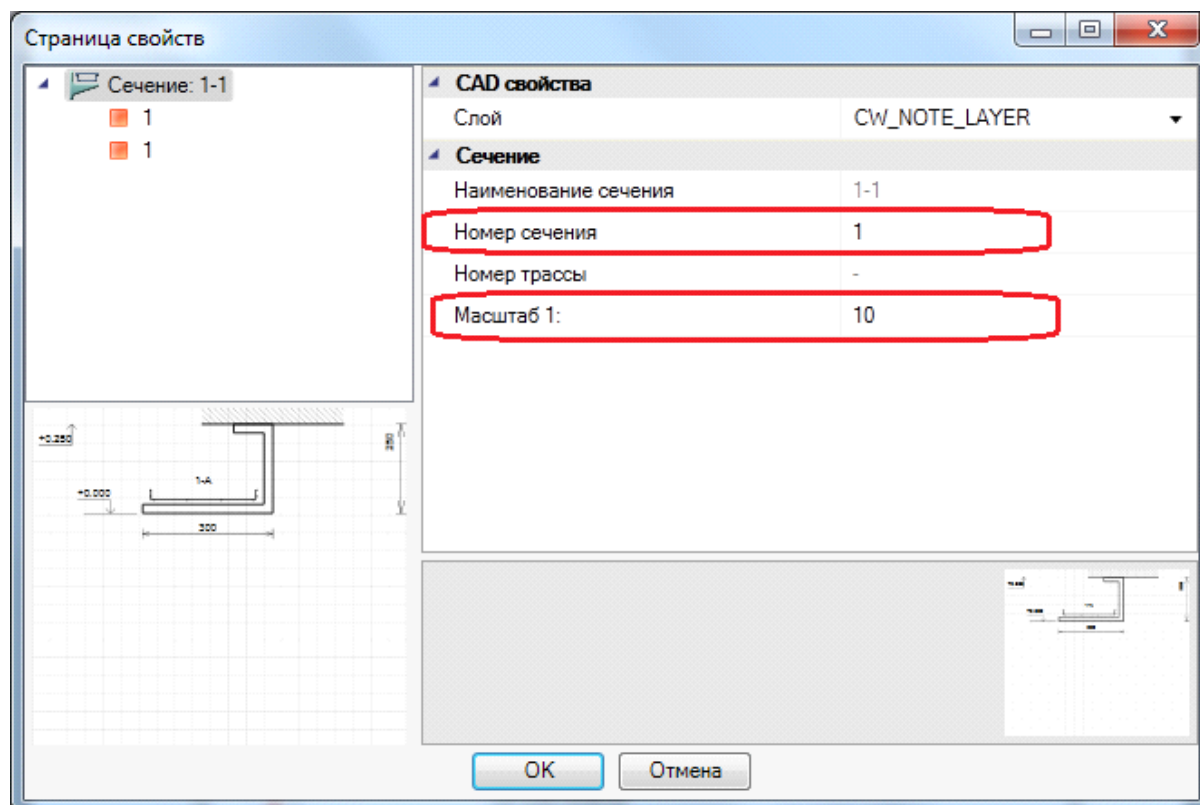 Страница свойств
Сечение: 1-1
1
1
CAD свойства
Слой CW_NOTE_LAYER
Сечение
Наименование сечения 1-1
Номер сечения 1
Номер трассы -
Масштаб 1: 10
+0.250
250
1-A
+0.000
300
OK Отмена